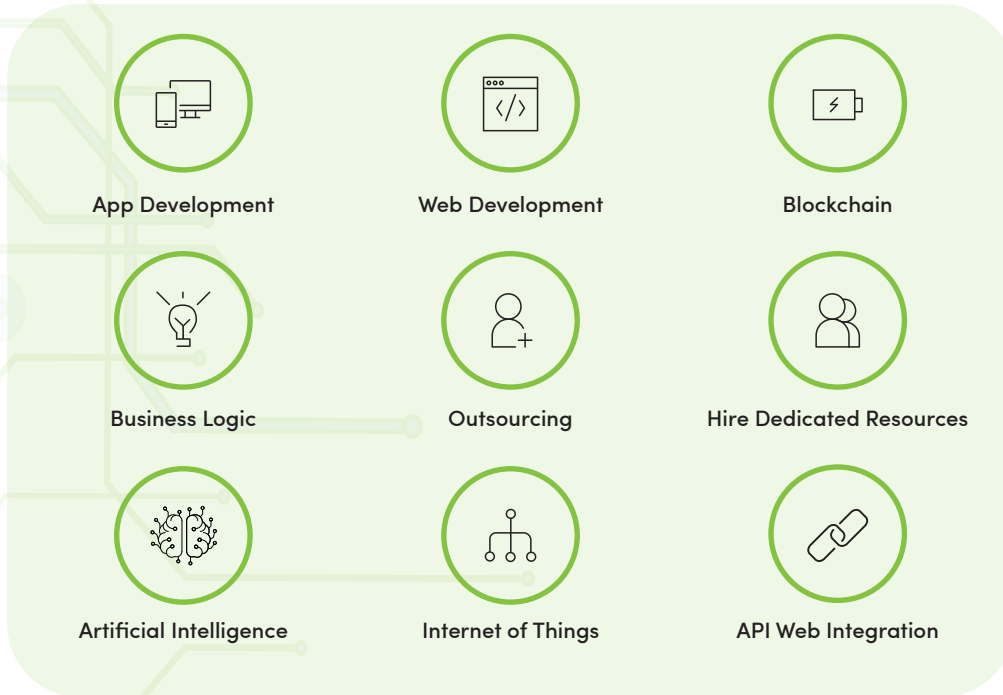 App Development
Web Development
Blockchain
Business Logic
Outsourcing
Hire Dedicated Resources
Artificial Intelligence
Internet of Things
API Web Integration